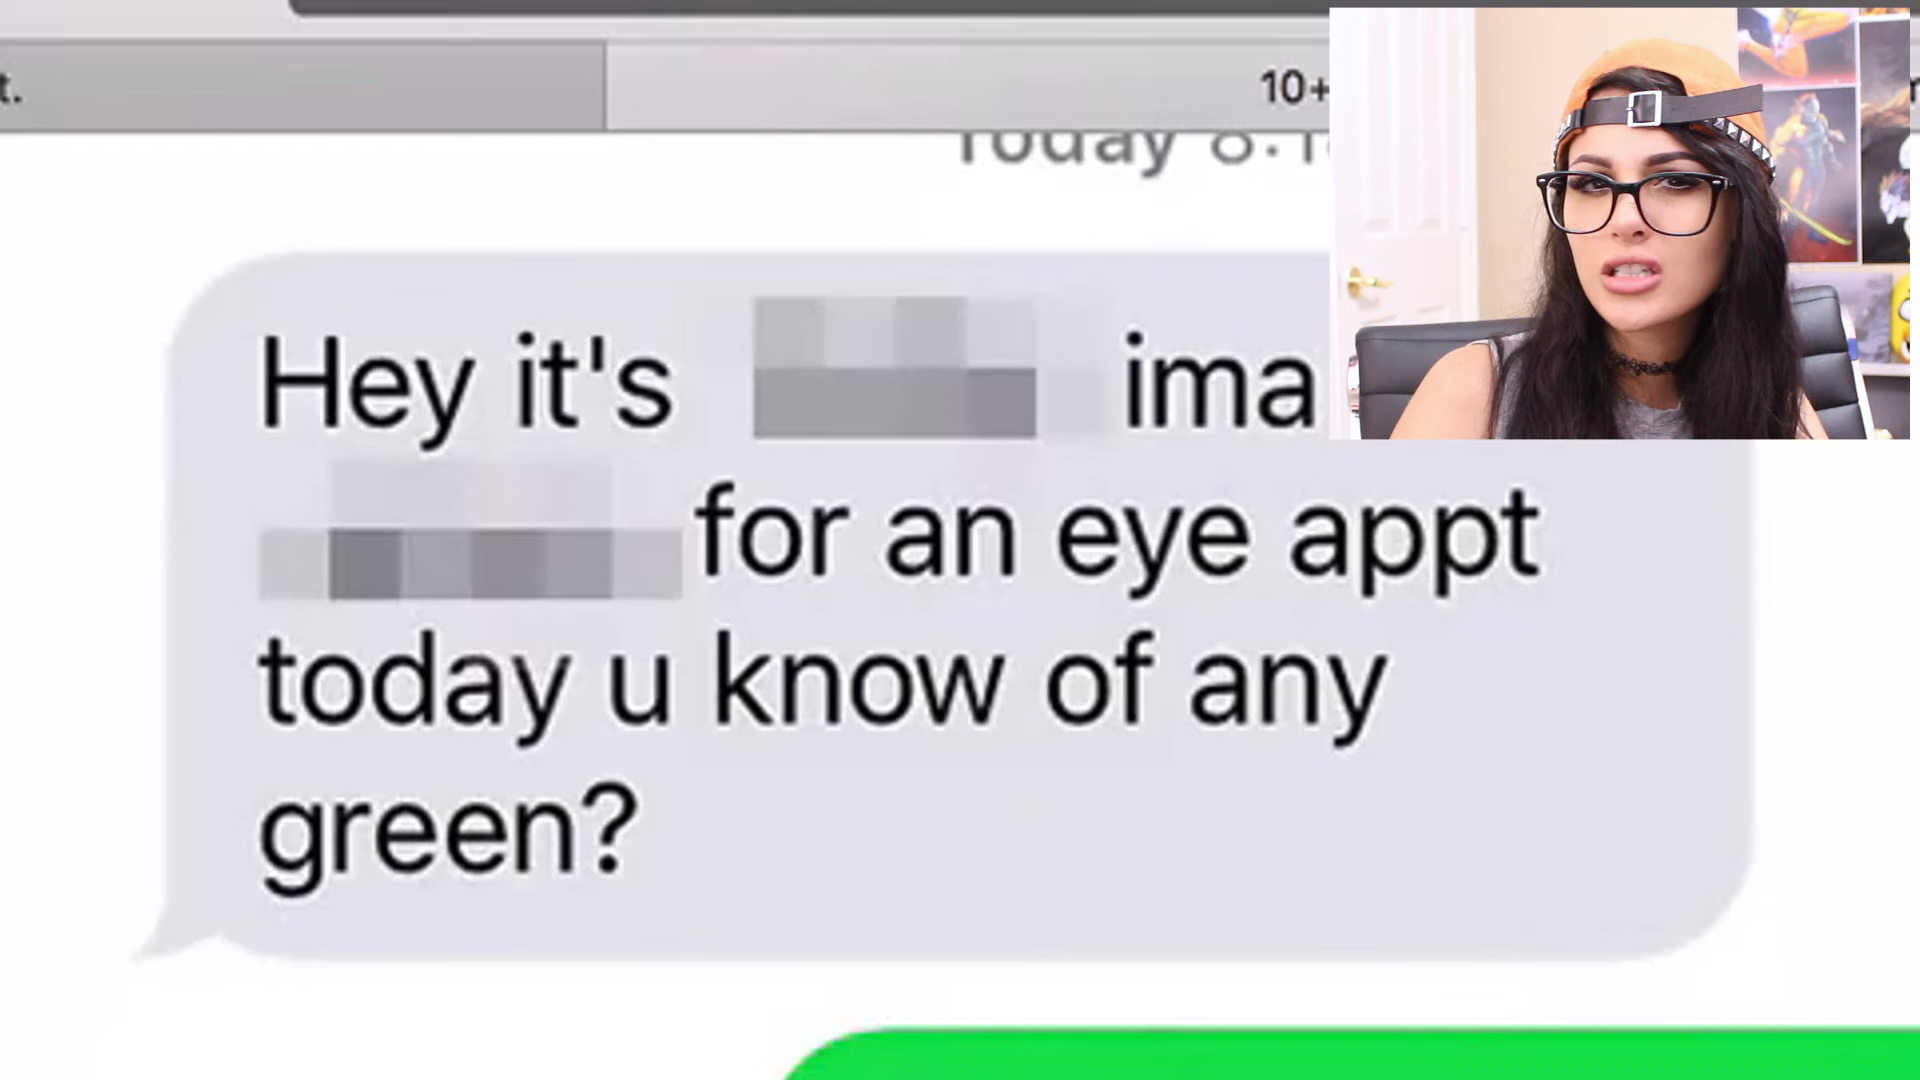 t.
10+
Today 8:1
Hey it's ima
for an eye appt
today u know of any
green?